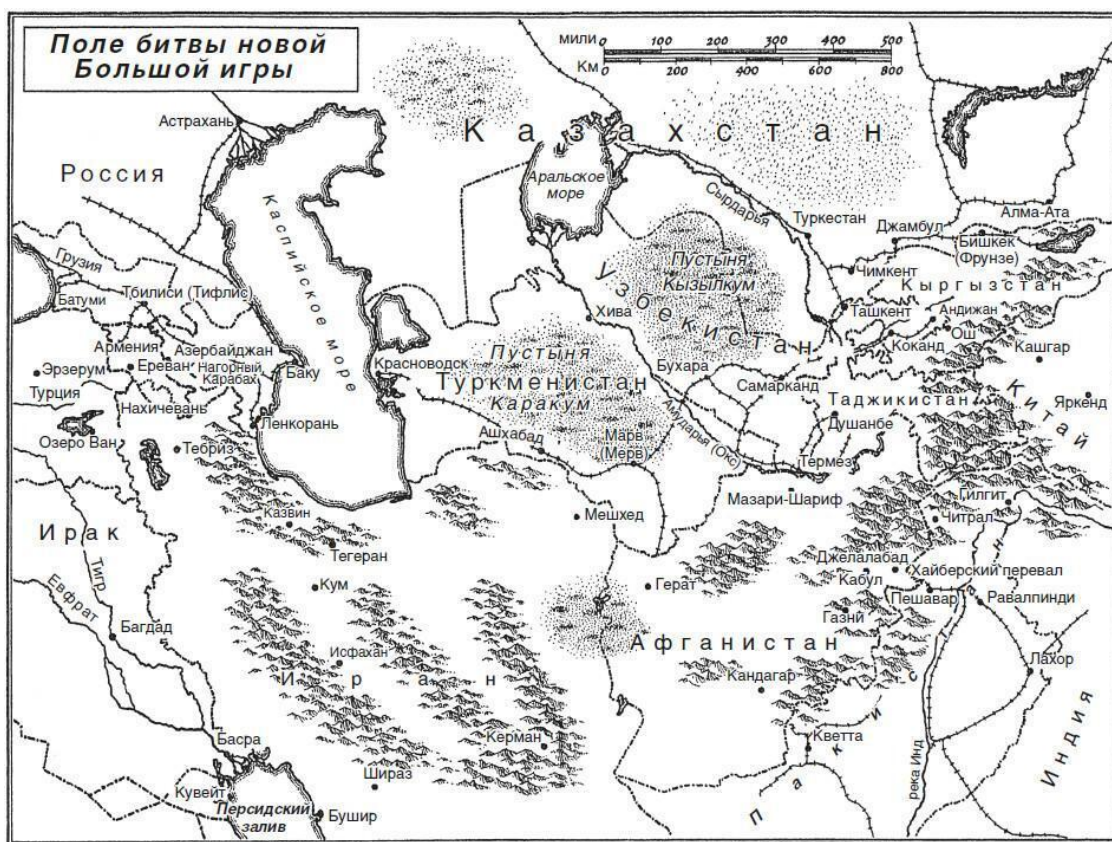 Поле битвы новой
Большой игры
мили 0 100 200 300 400 500
Км 0 200 400 600 800
Астрахань
Казахстан
Россия
Аральское
море
Каспийское море
Сырдарья
Туркестан
Джамбул
Алма-Ата
Бишкек
(Фрунзе)
Грузия
Пустыня
Кызылкум
Узбекистан
Чимкент
Кыргызстан
Батуми
Тбилиси (Тифлис)
Хива
Ташкент
Андижан
Ош
Коканд
Кашгар
Армения
Азербайджан
Эрзерум
Ереван
Нагорный
Карабах
Баку
Красноводск
Пустыня
Туркменистан
Каракум
Бухара
Самарканд
Таджикистан
Китай
Яркенд
Турция
Нахичевань
Ленкорань
Ашхабад
Марв
(Мерв)
Амударья (Окс)
Душанбе
Озеро Ван
Тебриз
Термез
Мазари-Шариф
Гилгит
Читрал
Казвин
Мешхед
Ирак
Тегеран
Джелалабад
Хайберский перевал
Кабул
Тигр
Евфрат
Кум
Герат
Пешавар
Равалпинди
Газни
Багдад
Афганистан
Исфахан
Иран
Кандагар
Лахор
Басра
Керман
Кветта
Пакистан
река Инд
Индия
Шираз
Кувейт
Персидский
залив
Бушир